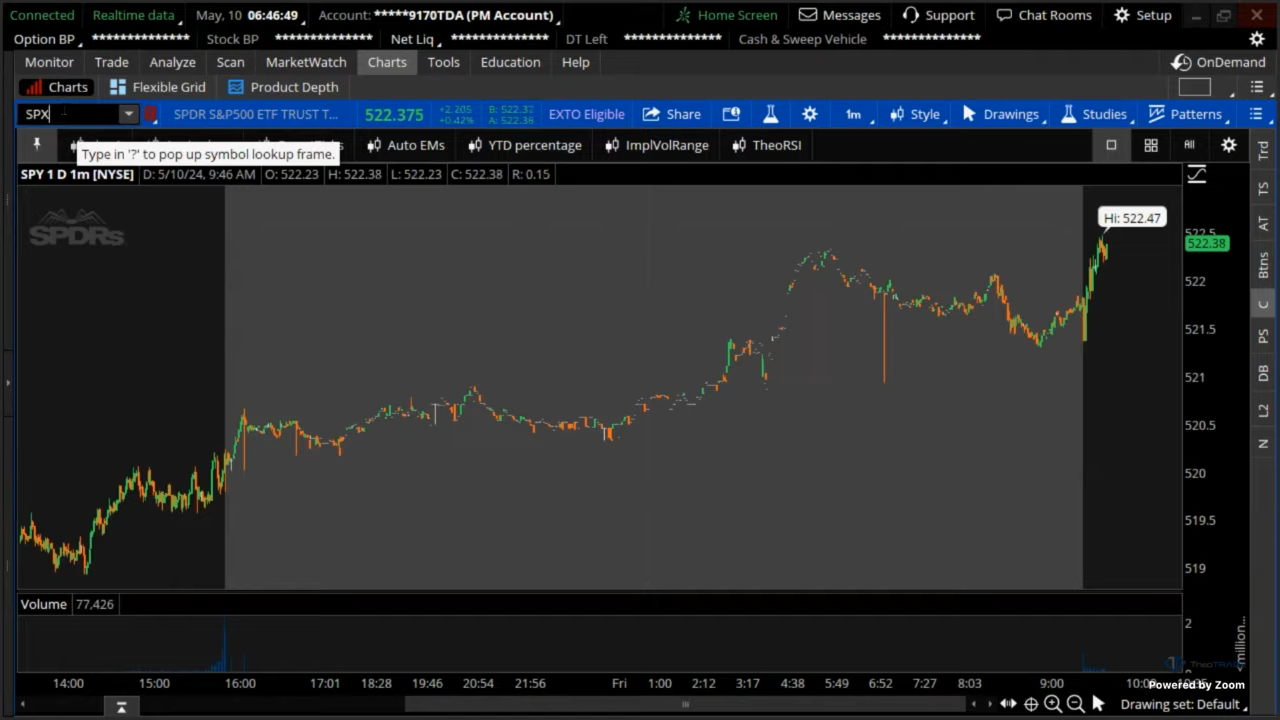 Connected Realtime data May, 10 06:46:49 Account: *****9170TDA (PM Account) Home Screen Messages Support Chat Rooms Setup
Option BP ************** Stock BP ************** Net Liq ************** DT Left ************** Cash & Sweep Vehicle **************
Monitor Trade Analyze Scan MarketWatch Charts Tools Education Help OnDemand
Charts Flexible Grid Product Depth
SPX SPDR S&P500 ETF TRUST T... 522.375 +2.205 +0.42% B: 522.37 A: 522.38 EXTO Eligible Share 1m Style Drawings Studies Patterns
Type in '?' to pop up symbol lookup frame. Auto EMs YTD percentage ImplVolRange TheoRSI All
SPY 1 D 1m [NYSE] D: 5/10/24, 9:46 AM O: 522.23 H: 522.38 L: 522.23 C: 522.38 R: 0.15
Trd
TS
AT
Btns
C
PS
DB
L2
N
SPDRs
Hi: 522.47
522.5
522.38
522
521.5
521
520.5
520
519.5
519
Volume 77,426
2
<million...
TheoTRADE
14:00 15:00 16:00 17:01 18:28 19:46 20:54 21:56 Fri 1:00 2:12 3:17 4:38 5:49 6:52 7:27 8:03 9:00
Powered by Zoom
Drawing set: Default